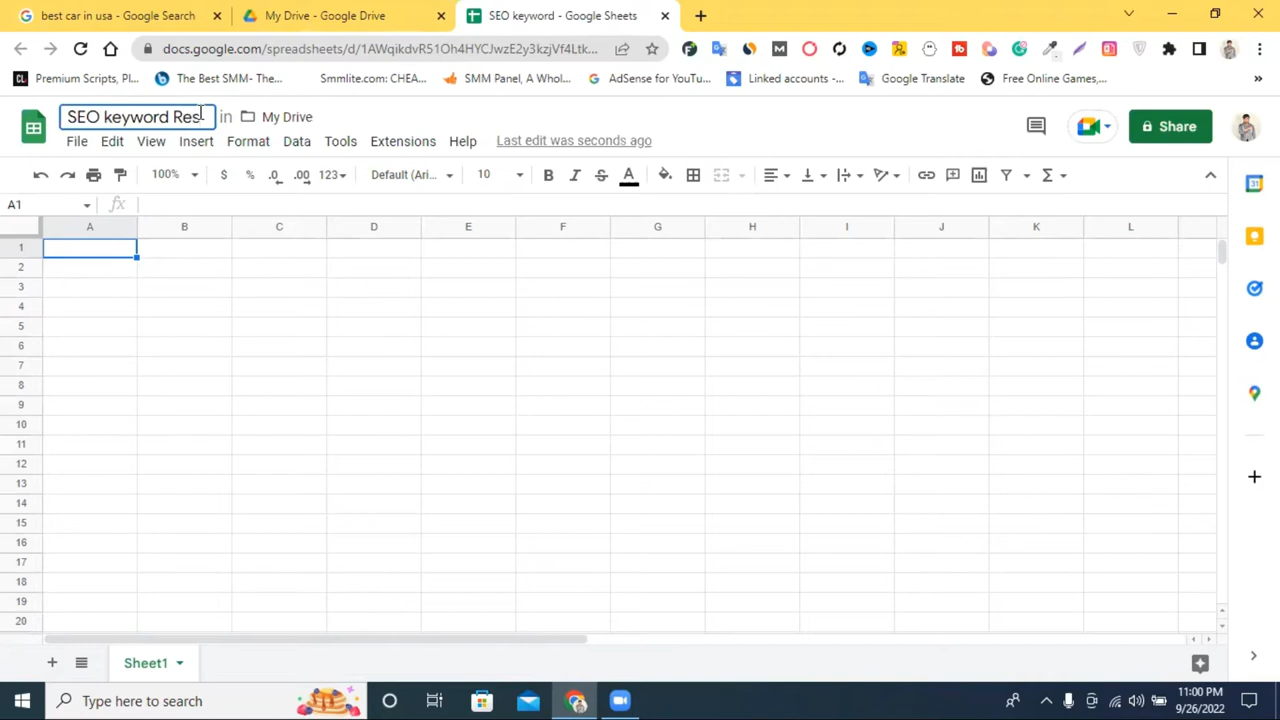 best car in usa - Google Search
My Drive - Google Drive
SEO keyword - Google Sheets
docs.google.com/spreadsheets/d/1AWqikdvR51Oh4HYCJwzE2y3kzjVf4Ltk...
CL Premium Scripts, Pl...
The Best SMM- The...
Smmlite.com: CHEA...
SMM Panel, A Whol...
AdSense for YouTu...
Linked accounts -...
Google Translate
Free Online Games,...
»
SEO keyword Res in My Drive
Share
File Edit View Insert Format Data Tools Extensions Help Last edit was seconds ago
100% $ % .0 .00 123 Default (Ari... 10 B I S A Σ
A1 fx
A B C D E F G H I J K L
1
2
3
4
5
6
7
8
9
10
11
12
13
14
15
16
17
18
19
20
Sheet1
Type here to search
11:00 PM
9/26/2022